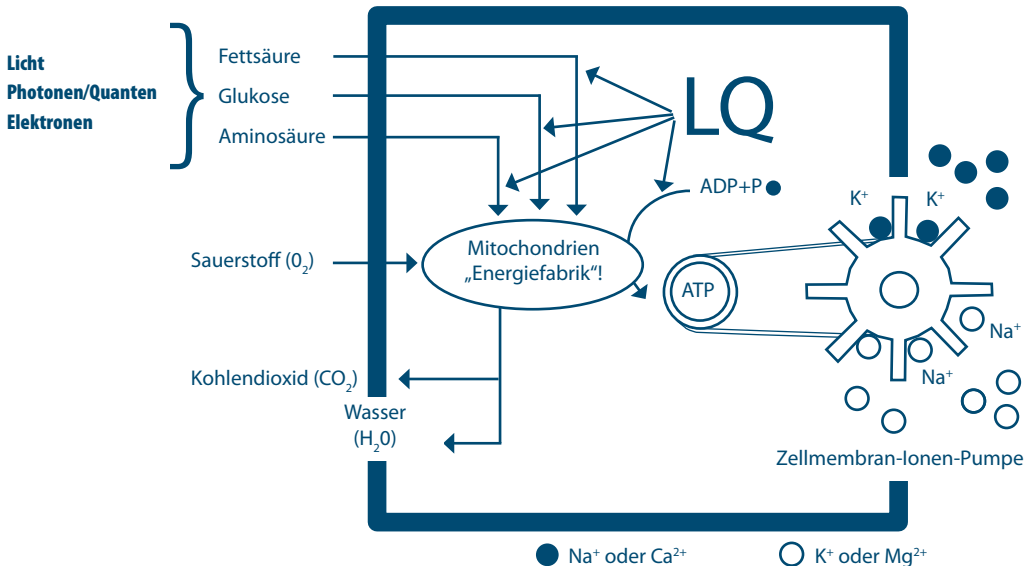 Licht
Photonen/Quanten
Elektronen
Fettsäure
Glukose
Aminosäure
LQ
ADP+P
K⁺ K⁺
Sauerstoff (0₂)
Mitochondrien
„Energiefabrik“!
ATP
Na⁺
Na⁺
Kohlendioxid (CO₂)
Wasser
(H₂0)
Zellmembran-Ionen-Pumpe
Na⁺ oder Ca²⁺
K⁺ oder Mg²⁺